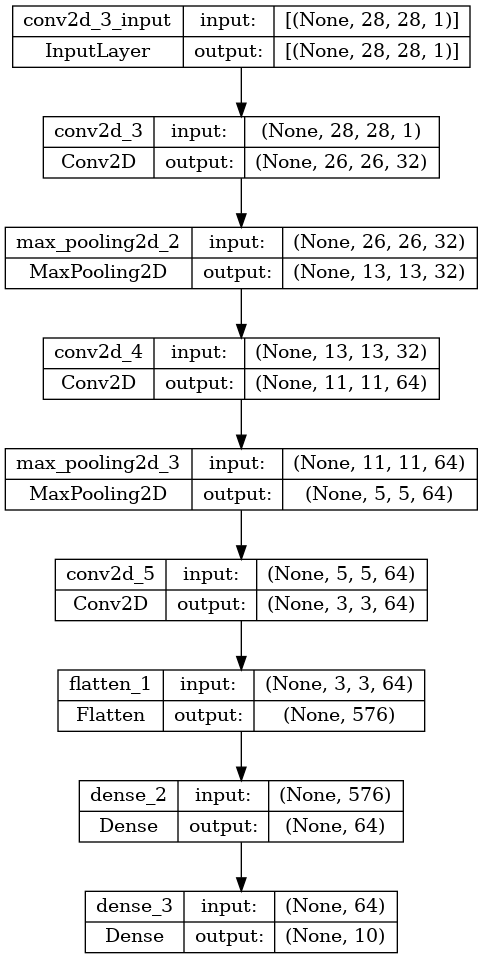 conv2d_3_input input: [(None, 28, 28, 1)]
InputLayer output: [(None, 28, 28, 1)]
conv2d_3 input: (None, 28, 28, 1)
Conv2D output: (None, 26, 26, 32)
max_pooling2d_2 input: (None, 26, 26, 32)
MaxPooling2D output: (None, 13, 13, 32)
conv2d_4 input: (None, 13, 13, 32)
Conv2D output: (None, 11, 11, 64)
max_pooling2d_3 input: (None, 11, 11, 64)
MaxPooling2D output: (None, 5, 5, 64)
conv2d_5 input: (None, 5, 5, 64)
Conv2D output: (None, 3, 3, 64)
flatten_1 input: (None, 3, 3, 64)
Flatten output: (None, 576)
dense_2 input: (None, 576)
Dense output: (None, 64)
dense_3 input: (None, 64)
Dense output: (None, 10)